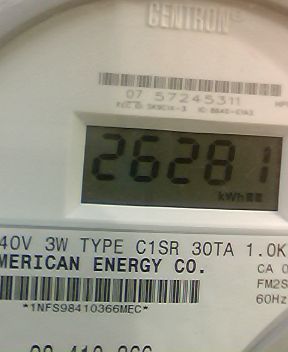 CENTRON®
07 57245311
26281
kWh
40V 3W TYPE C1SR 30TA 1.0K
MERICAN ENERGY CO.
CA 0
FM2S
60Hz
*1NFS98410366MEC*